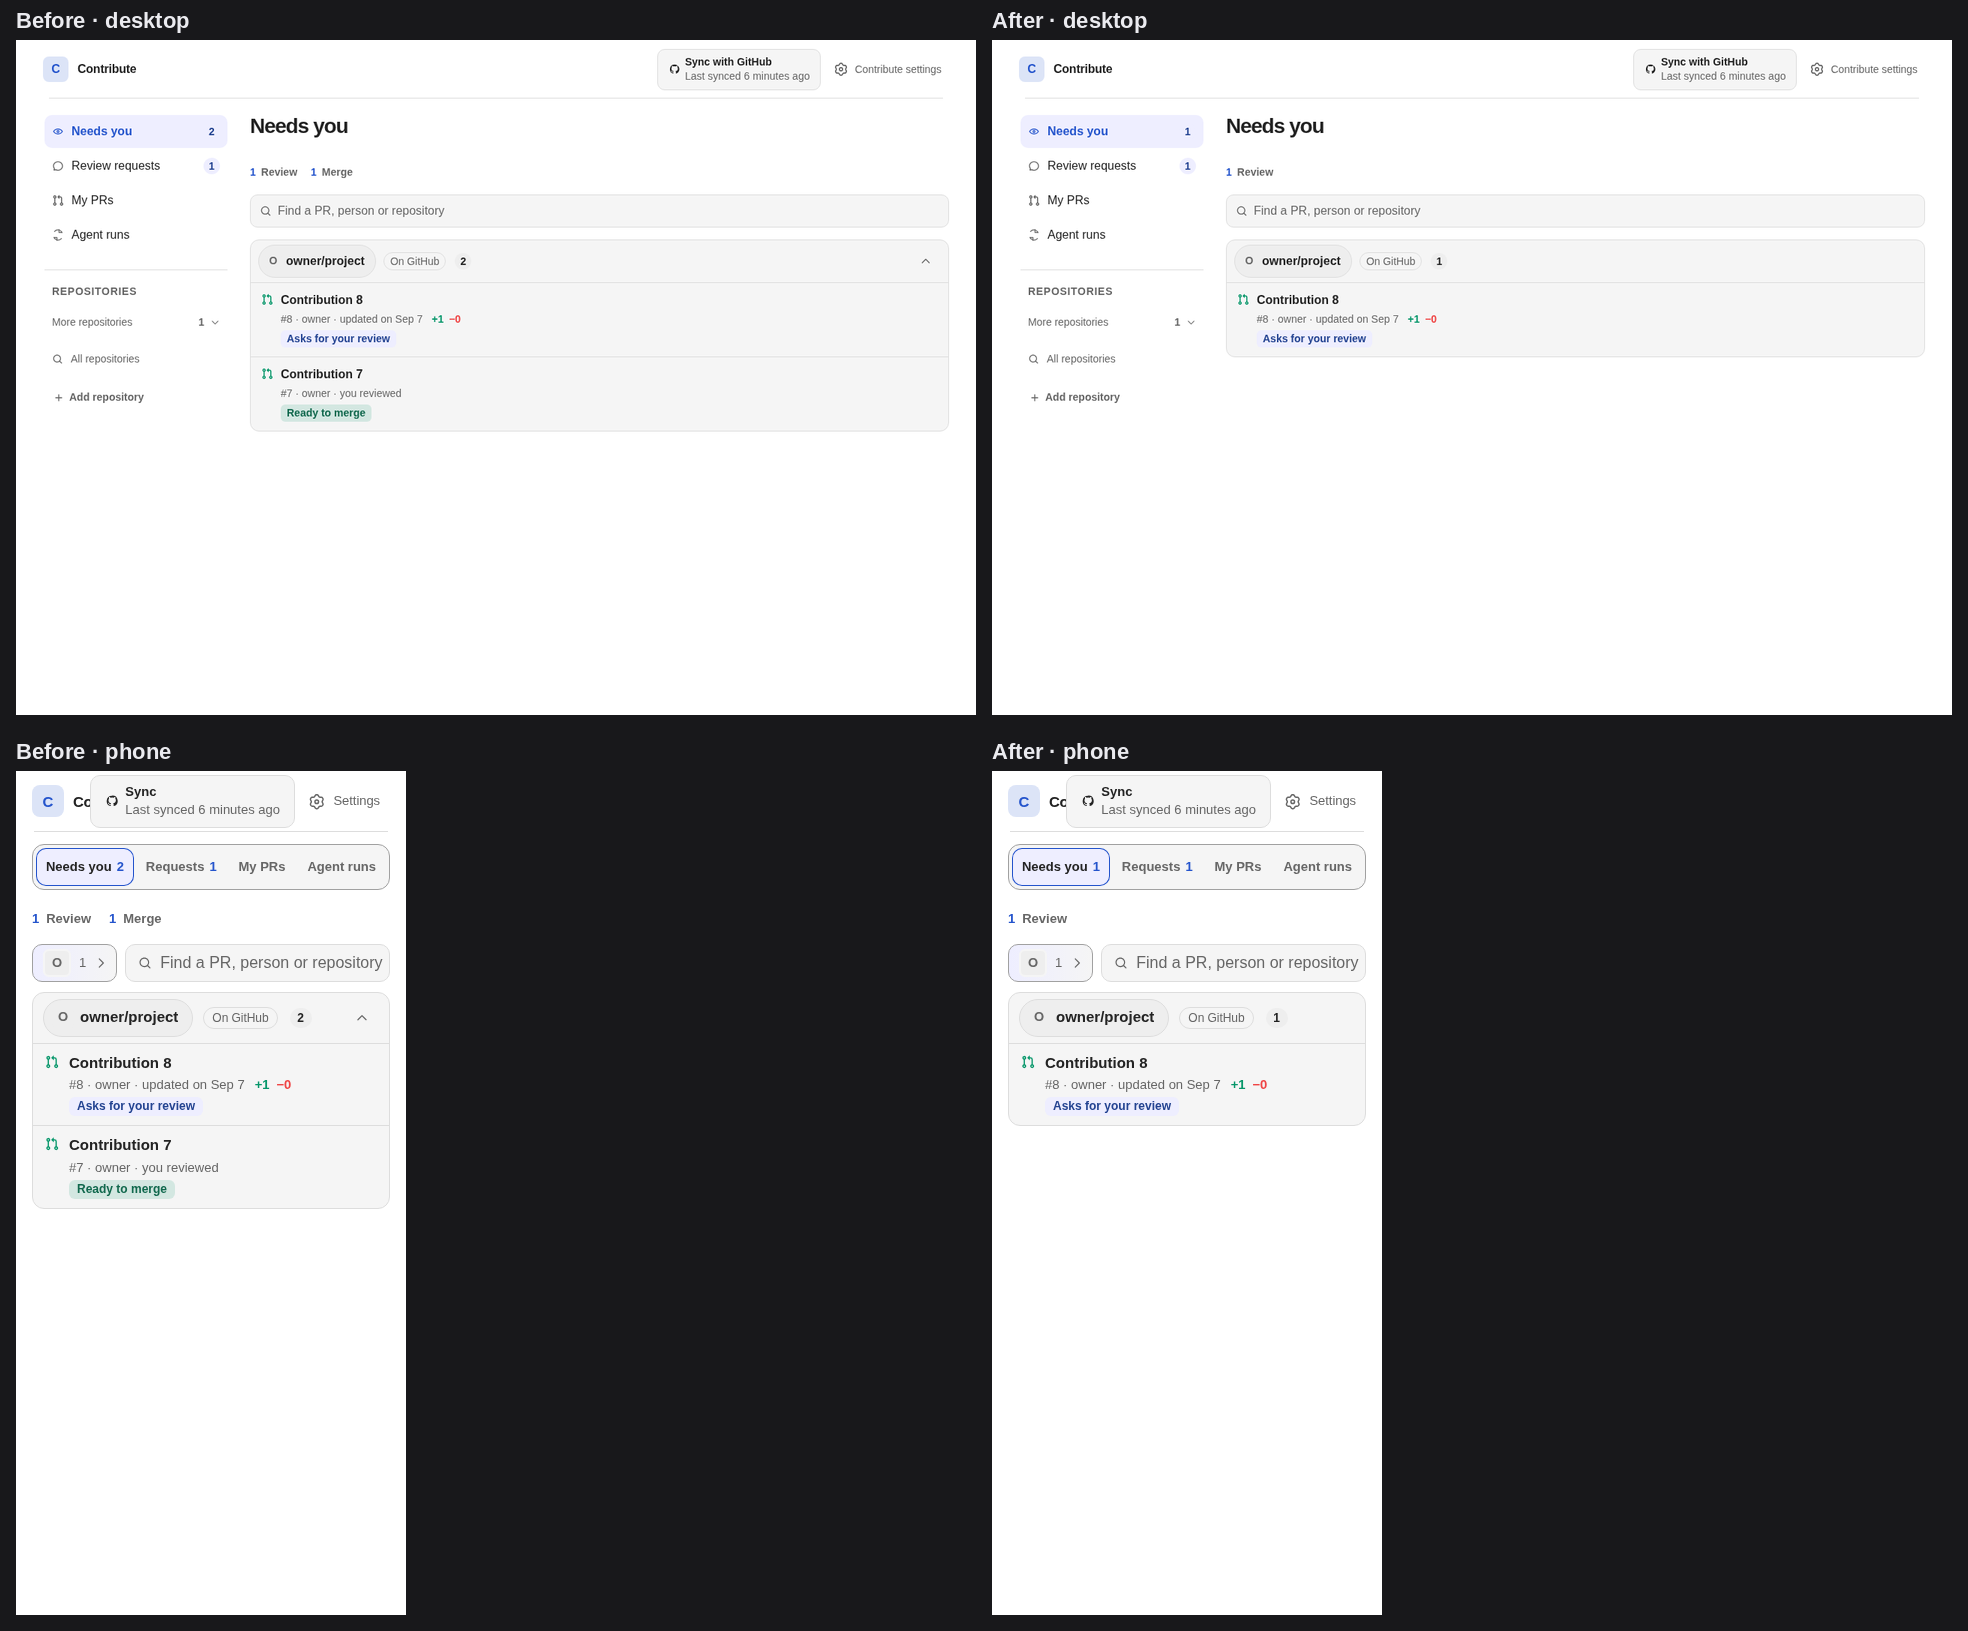 Before · desktop
C Contribute
Sync with GitHub
Last synced 6 minutes ago
Contribute settings
Needs you 2
Review requests 1
My PRs
Agent runs
REPOSITORIES
More repositories 1
All repositories
+ Add repository
Needs you
1 Review 1 Merge
Find a PR, person or repository
O owner/project On GitHub 2
Contribution 8
#8 · owner · updated on Sep 7 +1 −0
Asks for your review
Contribution 7
#7 · owner · you reviewed
Ready to merge
After · desktop
C Contribute
Sync with GitHub
Last synced 6 minutes ago
Contribute settings
Needs you 1
Review requests 1
My PRs
Agent runs
REPOSITORIES
More repositories 1
All repositories
+ Add repository
Needs you
1 Review
Find a PR, person or repository
O owner/project On GitHub 1
Contribution 8
#8 · owner · updated on Sep 7 +1 −0
Asks for your review
Before · phone
C Co
Sync
Last synced 6 minutes ago
Settings
Needs you 2 Requests 1 My PRs Agent runs
1 Review 1 Merge
O 1 Find a PR, person or repository
O owner/project On GitHub 2
Contribution 8
#8 · owner · updated on Sep 7 +1 −0
Asks for your review
Contribution 7
#7 · owner · you reviewed
Ready to merge
After · phone
C Co
Sync
Last synced 6 minutes ago
Settings
Needs you 1 Requests 1 My PRs Agent runs
1 Review
O 1 Find a PR, person or repository
O owner/project On GitHub 1
Contribution 8
#8 · owner · updated on Sep 7 +1 −0
Asks for your review